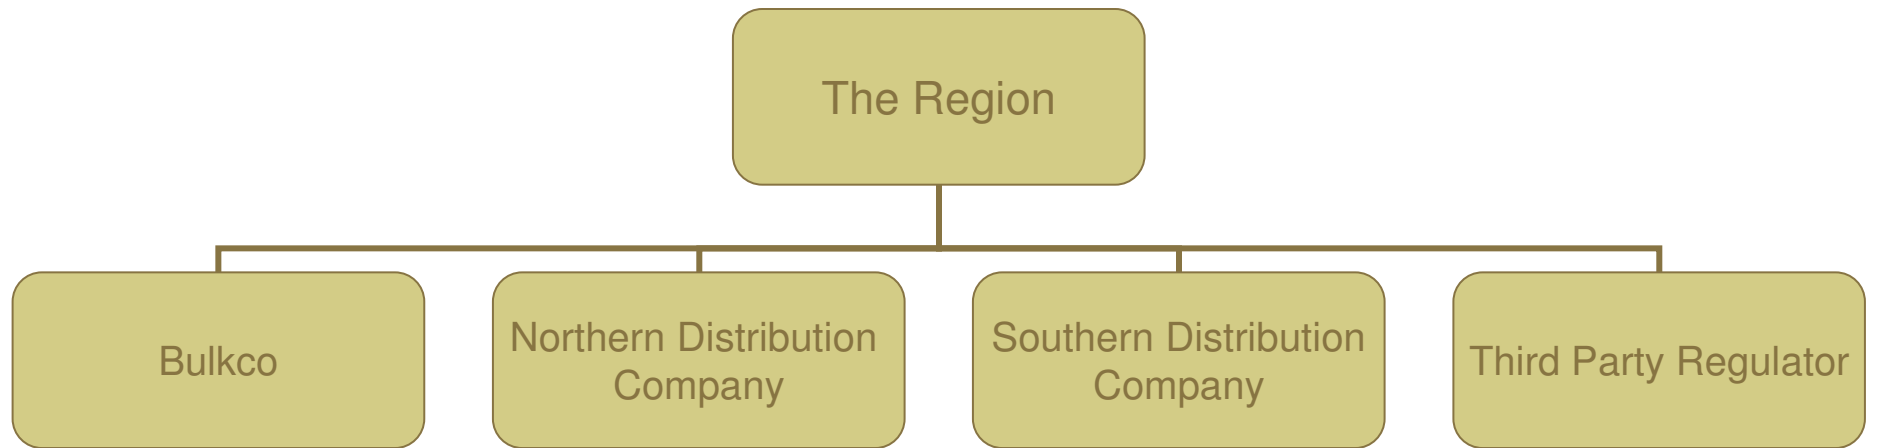 The Region
Bulkco
Northern Distribution
Company
Southern Distribution
Company
Third Party Regulator